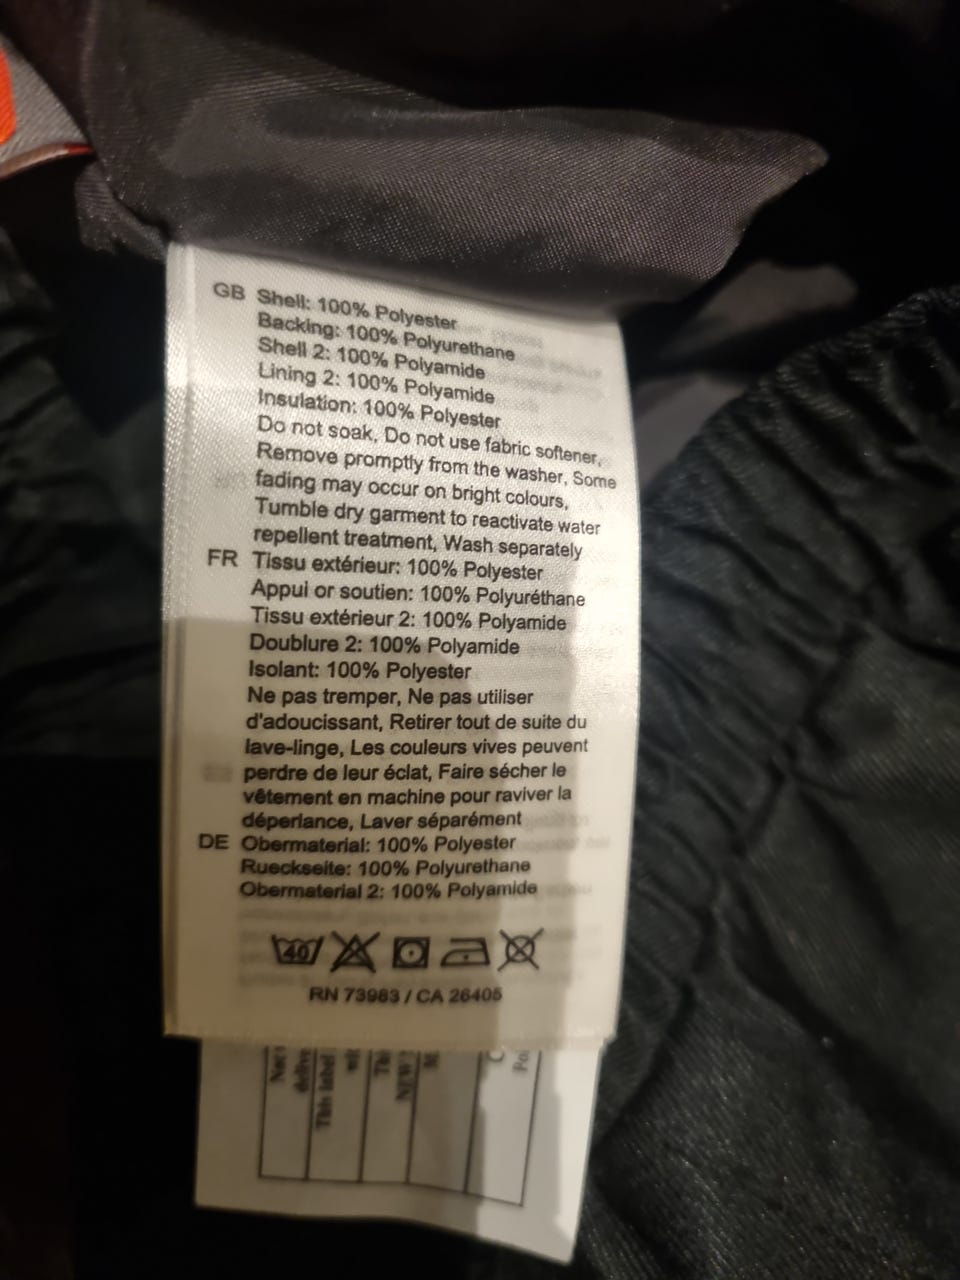 GB Shell: 100% Polyester
Backing: 100% Polyurethane
Shell 2: 100% Polyamide
Lining 2: 100% Polyamide
Insulation: 100% Polyester
Do not soak, Do not use fabric softener,
Remove promptly from the washer, Some
fading may occur on bright colours,
Tumble dry garment to reactivate water
repellent treatment, Wash separately
FR Tissu extérieur: 100% Polyester
Appui or soutien: 100% Polyuréthane
Tissu extérieur 2: 100% Polyamide
Doublure 2: 100% Polyamide
Isolant: 100% Polyester
Ne pas tremper, Ne pas utiliser
d'adoucissant, Retirer tout de suite du
lave-linge, Les couleurs vives peuvent
perdre de leur éclat, Faire sécher le
vêtement en machine pour raviver la
déperlance, Laver séparément
DE Obermaterial: 100% Polyester
Rueckseite: 100% Polyurethane
Obermaterial 2: 100% Polyamide
40
RN 73983 / CA 26405
This label